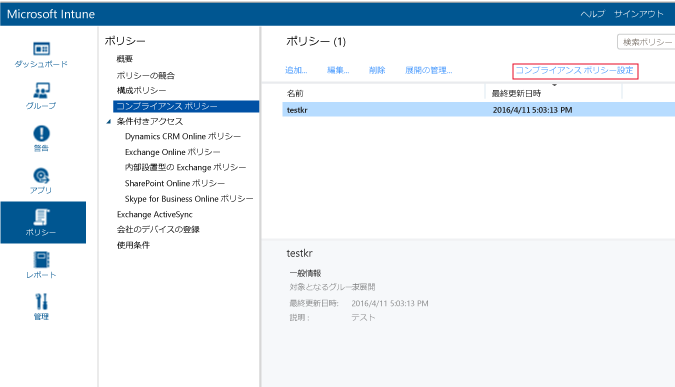 Microsoft Intune
ヘルプ サインアウト
ダッシュボード
グループ
警告
アプリ
ポリシー
レポート
管理
ポリシー
概要
ポリシーの競合
構成ポリシー
コンプライアンス ポリシー
条件付きアクセス
Dynamics CRM Online ポリシー
Exchange Online ポリシー
内部設置型の Exchange ポリシー
SharePoint Online ポリシー
Skype for Business Online ポリシー
Exchange ActiveSync
会社のデバイスの登録
使用条件
ポリシー (1)
検索ポリシー
追加... 編集... 削除 展開の管理... コンプライアンス ポリシー設定
名前 最終更新日時
testkr 2016/4/11 5:03:13 PM
testkr
一般情報
対象となるグループ: 未展開
最終更新日時: 2016/4/11 5:03:13 PM
説明: テスト